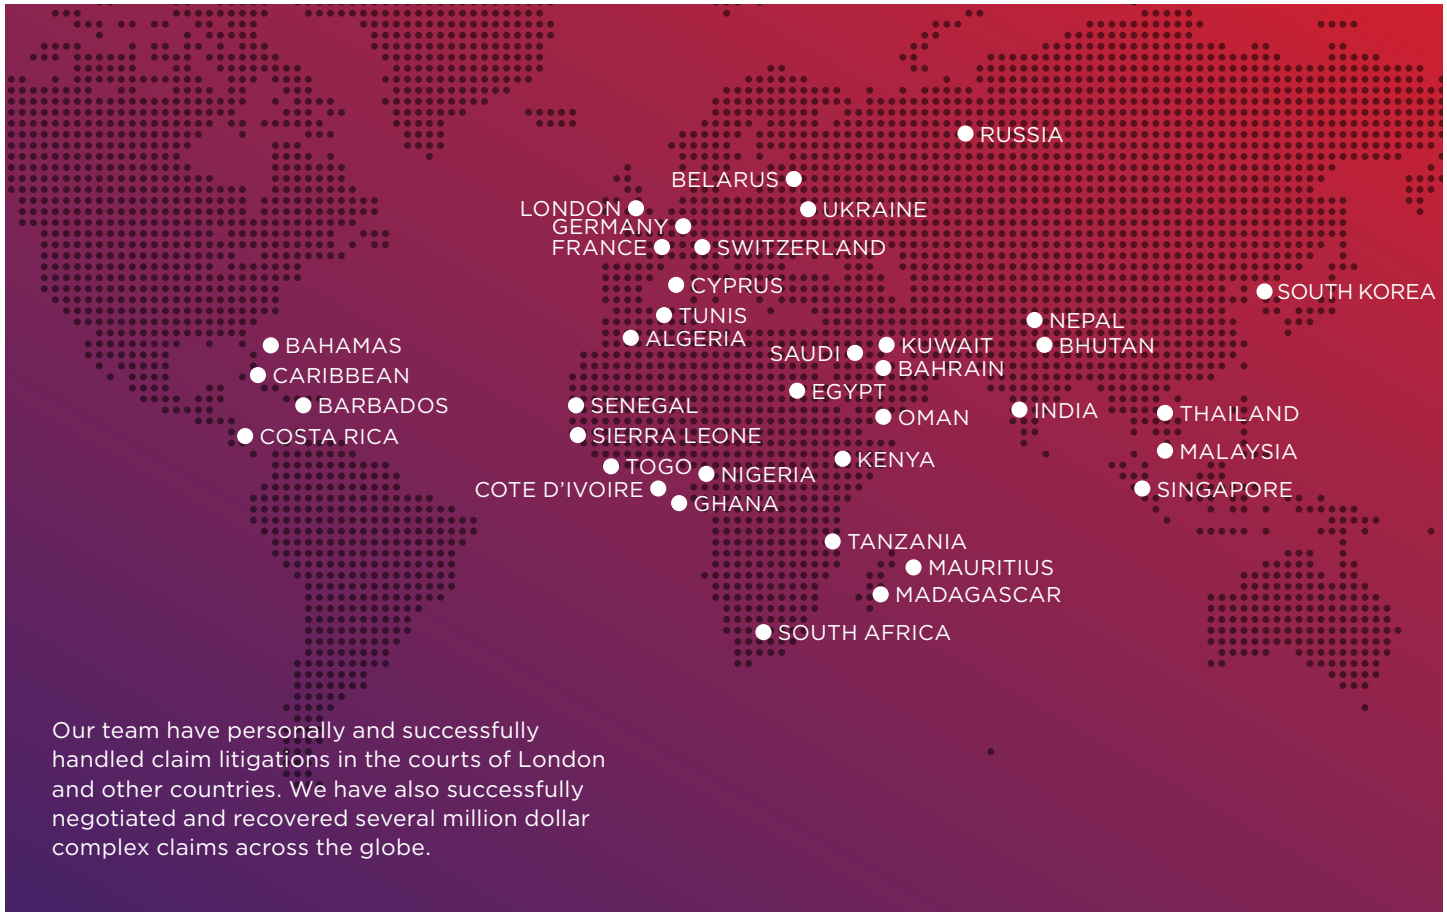 RUSSIA
BELARUS
LONDON
UKRAINE
GERMANY
FRANCE
SWITZERLAND
CYPRUS
SOUTH KOREA
TUNIS
NEPAL
ALGERIA
BAHAMAS
SAUDI
KUWAIT
BHUTAN
BAHRAIN
CARIBBEAN
EGYPT
BARBADOS
SENEGAL
OMAN
INDIA
THAILAND
COSTA RICA
SIERRA LEONE
MALAYSIA
KENYA
TOGO
NIGERIA
COTE D’IVOIRE
SINGAPORE
GHANA
TANZANIA
MAURITIUS
MADAGASCAR
SOUTH AFRICA
Our team have personally and successfully
handled claim litigations in the courts of London
and other countries. We have also successfully
negotiated and recovered several million dollar
complex claims across the globe.